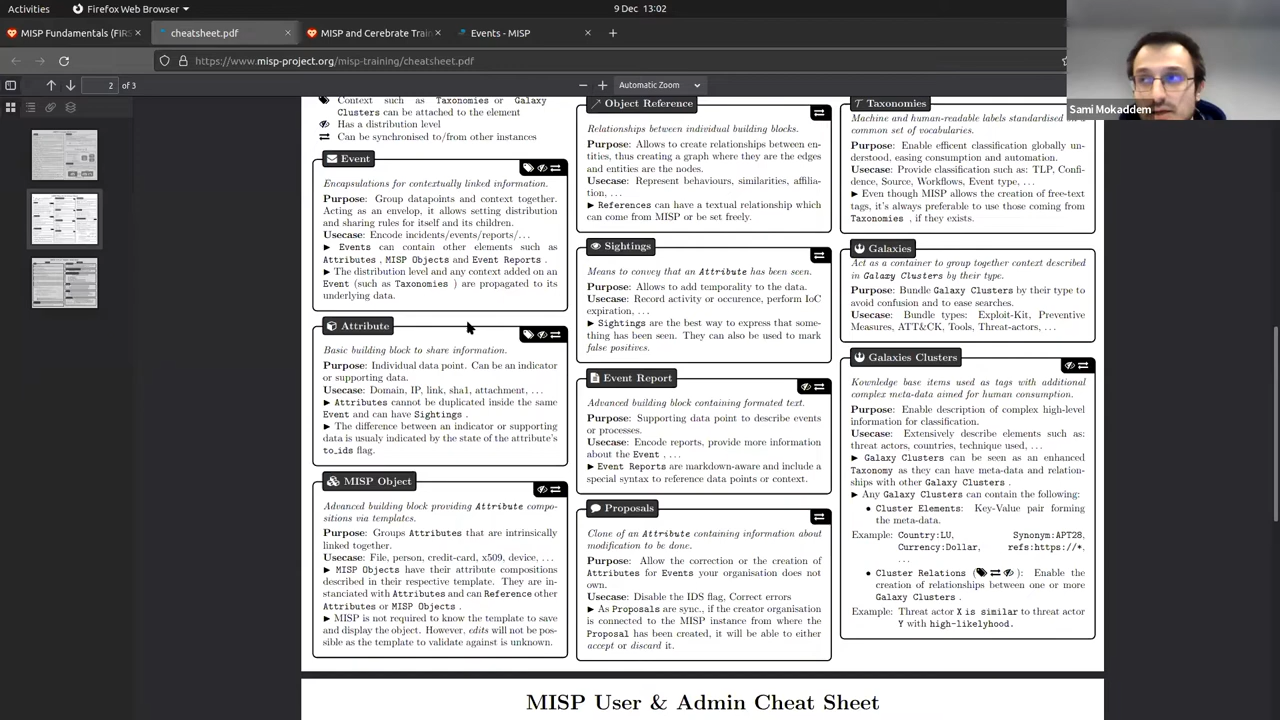 Activities
Firefox Web Browser
9 Dec 13:02
MISP Fundamentals (FIRS
cheatsheet.pdf
MISP and Cerebrate Train
Events - MISP
https://www.misp-project.org/misp-training/cheatsheet.pdf
2 of 3
Automatic Zoom
Sami Mokaddem
Context such as Taxonomies or Galaxy
Clusters can be attached to the element
Has a distribution level
Can be synchronised to/from other instances
Event
Encapsulations for contextually linked information.
Purpose: Group datapoints and context together.
Acting as an envelop, it allows setting distribution
and sharing rules for itself and its children.
Usecase: Encode incidents/events/reports/...
► Events can contain other elements such as
Attributes , MISP Objects and Event Reports .
► The distribution level and any context added on an
Event (such as Taxonomies ) are propagated to its
underlying data.
Attribute
Basic building block to share information.
Purpose: Individual data point. Can be an indicator
or supporting data.
Usecase: Domain, IP, link, sha1, attachment, ...
► Attributes cannot be duplicated inside the same
Event and can have Sightings .
► The difference between an indicator or supporting
data is usualy indicated by the state of the attribute's
to_ids flag.
MISP Object
Advanced building block providing Attribute compo-
sitions via templates.
Purpose: Groups Attributes that are intrinsically
linked together.
Usecase: File, person, credit-card, x509, device, ...
► MISP Objects have their attribute compositions
described in their respective template. They are in-
stanciated with Attributes and can Reference other
Attributes or MISP Objects .
► MISP is not required to know the template to save
and display the object. However, edits will not be pos-
sible as the template to validate against is unknown.
Object Reference
Relationships between individual building blocks.
Purpose: Allows to create relationships between en-
tities, thus creating a graph where they are the edges
and entities are the nodes.
Usecase: Represent behaviours, similarities, affilia-
tion, ...
► References can have a textual relationship which
can come from MISP or be set freely.
Sightings
Means to convey that an Attribute has been seen.
Purpose: Allows to add temporality to the data.
Usecase: Record activity or occurence, perform IoC
expiration, ...
► Sightings are the best way to express that some-
thing has been seen. They can also be used to mark
false positives.
Event Report
Advanced building block containing formated text.
Purpose: Supporting data point to describe events
or processes.
Usecase: Encode reports, provide more information
about the Event , ...
► Event Reports are markdown-aware and include a
special syntax to reference data points or context.
Proposals
Clone of an Attribute containing information about
modification to be done.
Purpose: Allow the correction or the creation of
Attributes for Events your organisation does not
own.
Usecase: Disable the IDS flag, Correct errors
► As Proposals are sync., if the creator organisation
is connected to the MISP instance from where the
Proposal has been created, it will be able to either
accept or discard it.
Taxonomies
Machine and human-readable labels standardised on a
common set of vocabularies.
Purpose: Enable efficent classification globally un-
derstood, easing consumption and automation.
Usecase: Provide classification such as: TLP, Confi-
dence, Source, Workflows, Event type, ...
► Even though MISP allows the creation of free-text
tags, it's always preferable to use those coming from
Taxonomies , if they exists.
Galaxies
Act as a container to group together context described
in Galaxy Clusters by their type.
Purpose: Bundle Galaxy Clusters by their type to
avoid confusion and to ease searches.
Usecase: Bundle types: Exploit-Kit, Preventive
Measures, ATT&CK, Tools, Threat-actors, ...
Galaxies Clusters
Kownledge base items used as tags with additional
complex meta-data aimed for human consumption.
Purpose: Enable description of complex high-level
information for classification.
Usecase: Extensively describe elements such as:
threat actors, countries, technique used, ...
► Galaxy Clusters can be seen as an enhanced
Taxonomy as they can have meta-data and relation-
ships with other Galaxy Clusters .
► Any Galaxy Clusters can contain the following:
• Cluster Elements: Key-Value pair forming
the meta-data.
Example: Country:LU, Synonym:APT28,
Currency:Dollar, refs:https://*,
...
• Cluster Relations ( ): Enable the
creation of relationships between one or more
Galaxy Clusters .
Example: Threat actor X is similar to threat actor
Y with high-likelyhood.
MISP User & Admin Cheat Sheet